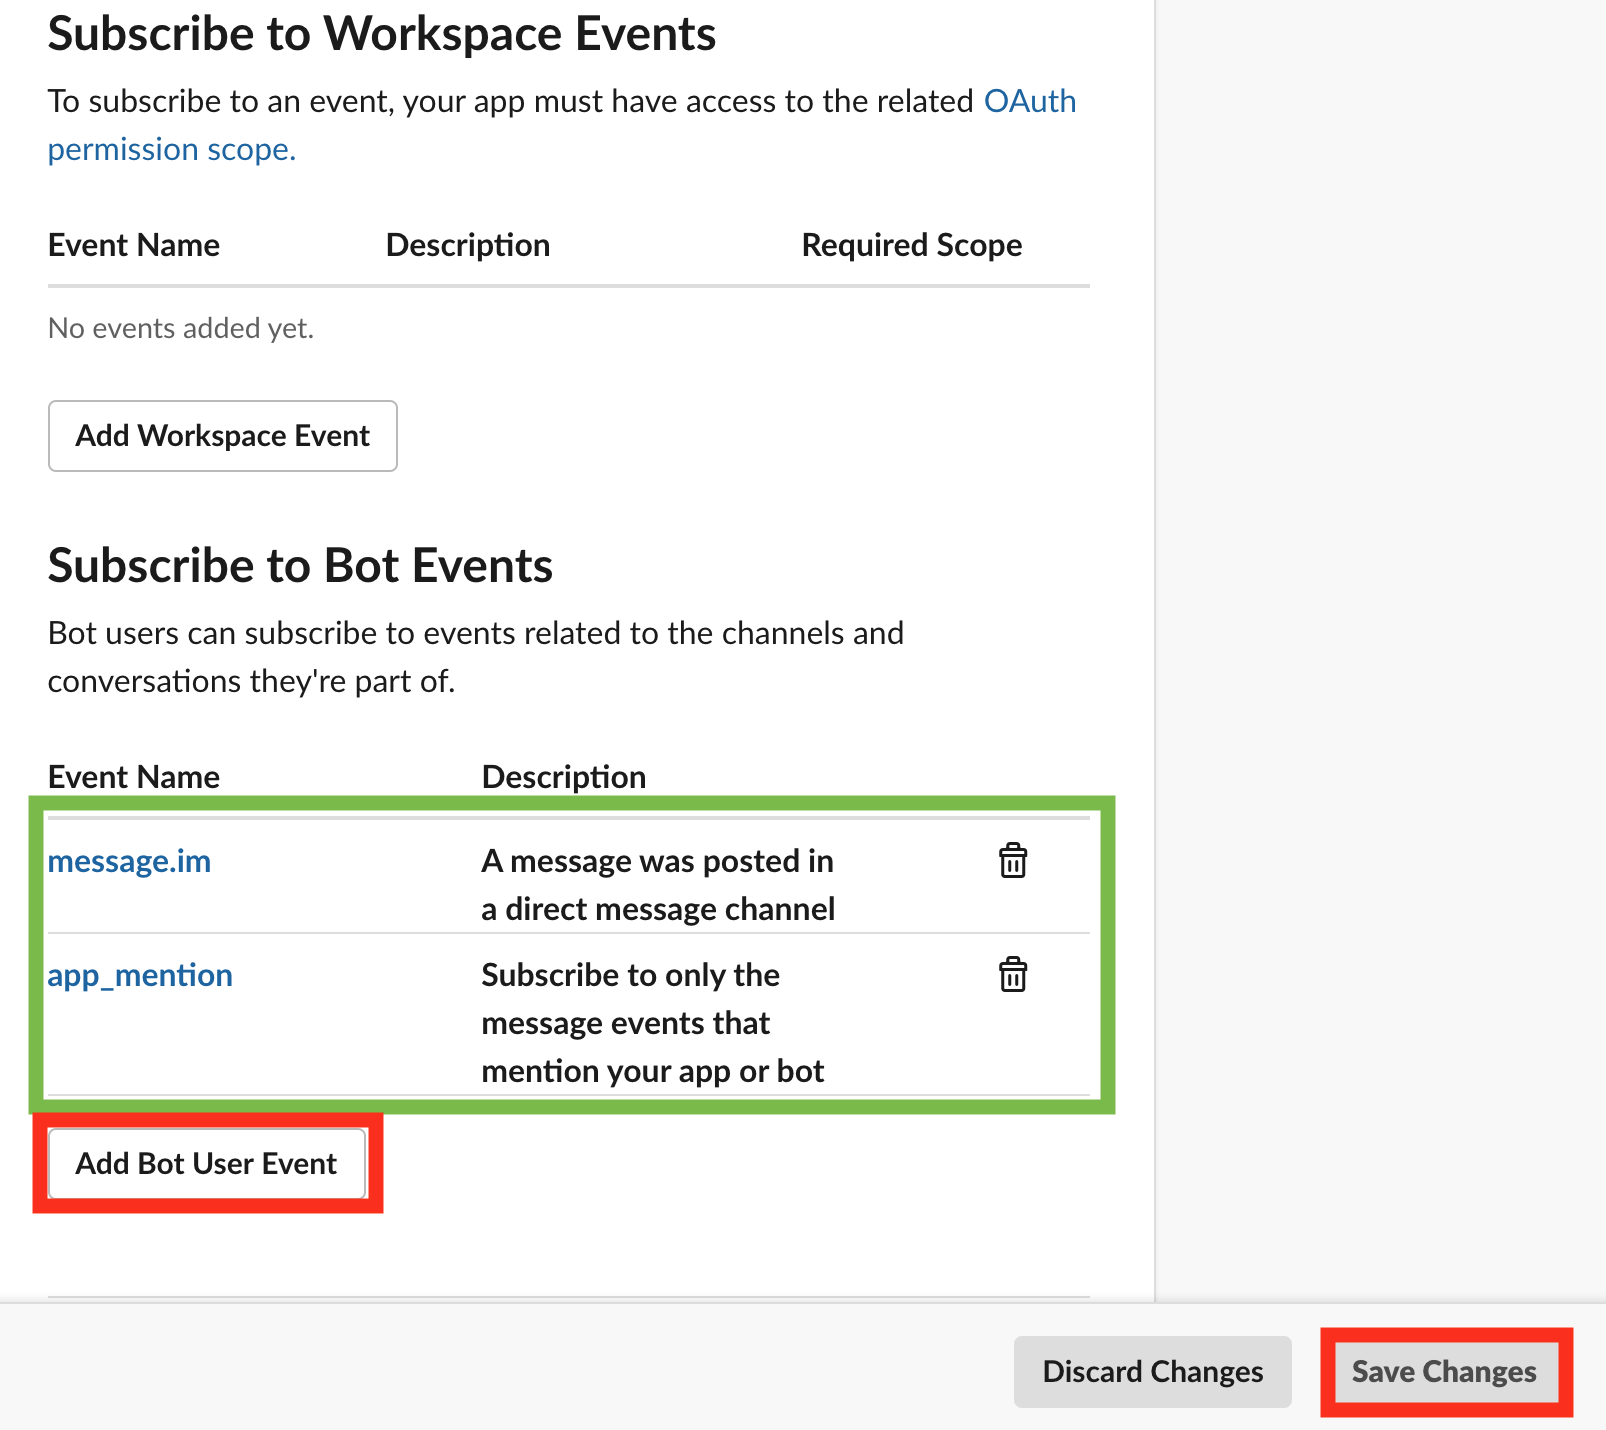 Subscribe to Workspace Events
To subscribe to an event, your app must have access to the related OAuth
permission scope.
Event Name Description Required Scope
No events added yet.
Add Workspace Event
Subscribe to Bot Events
Bot users can subscribe to events related to the channels and
conversations they're part of.
Event Name Description
message.im A message was posted in
a direct message channel
app_mention Subscribe to only the
message events that
mention your app or bot
Add Bot User Event
Discard Changes Save Changes